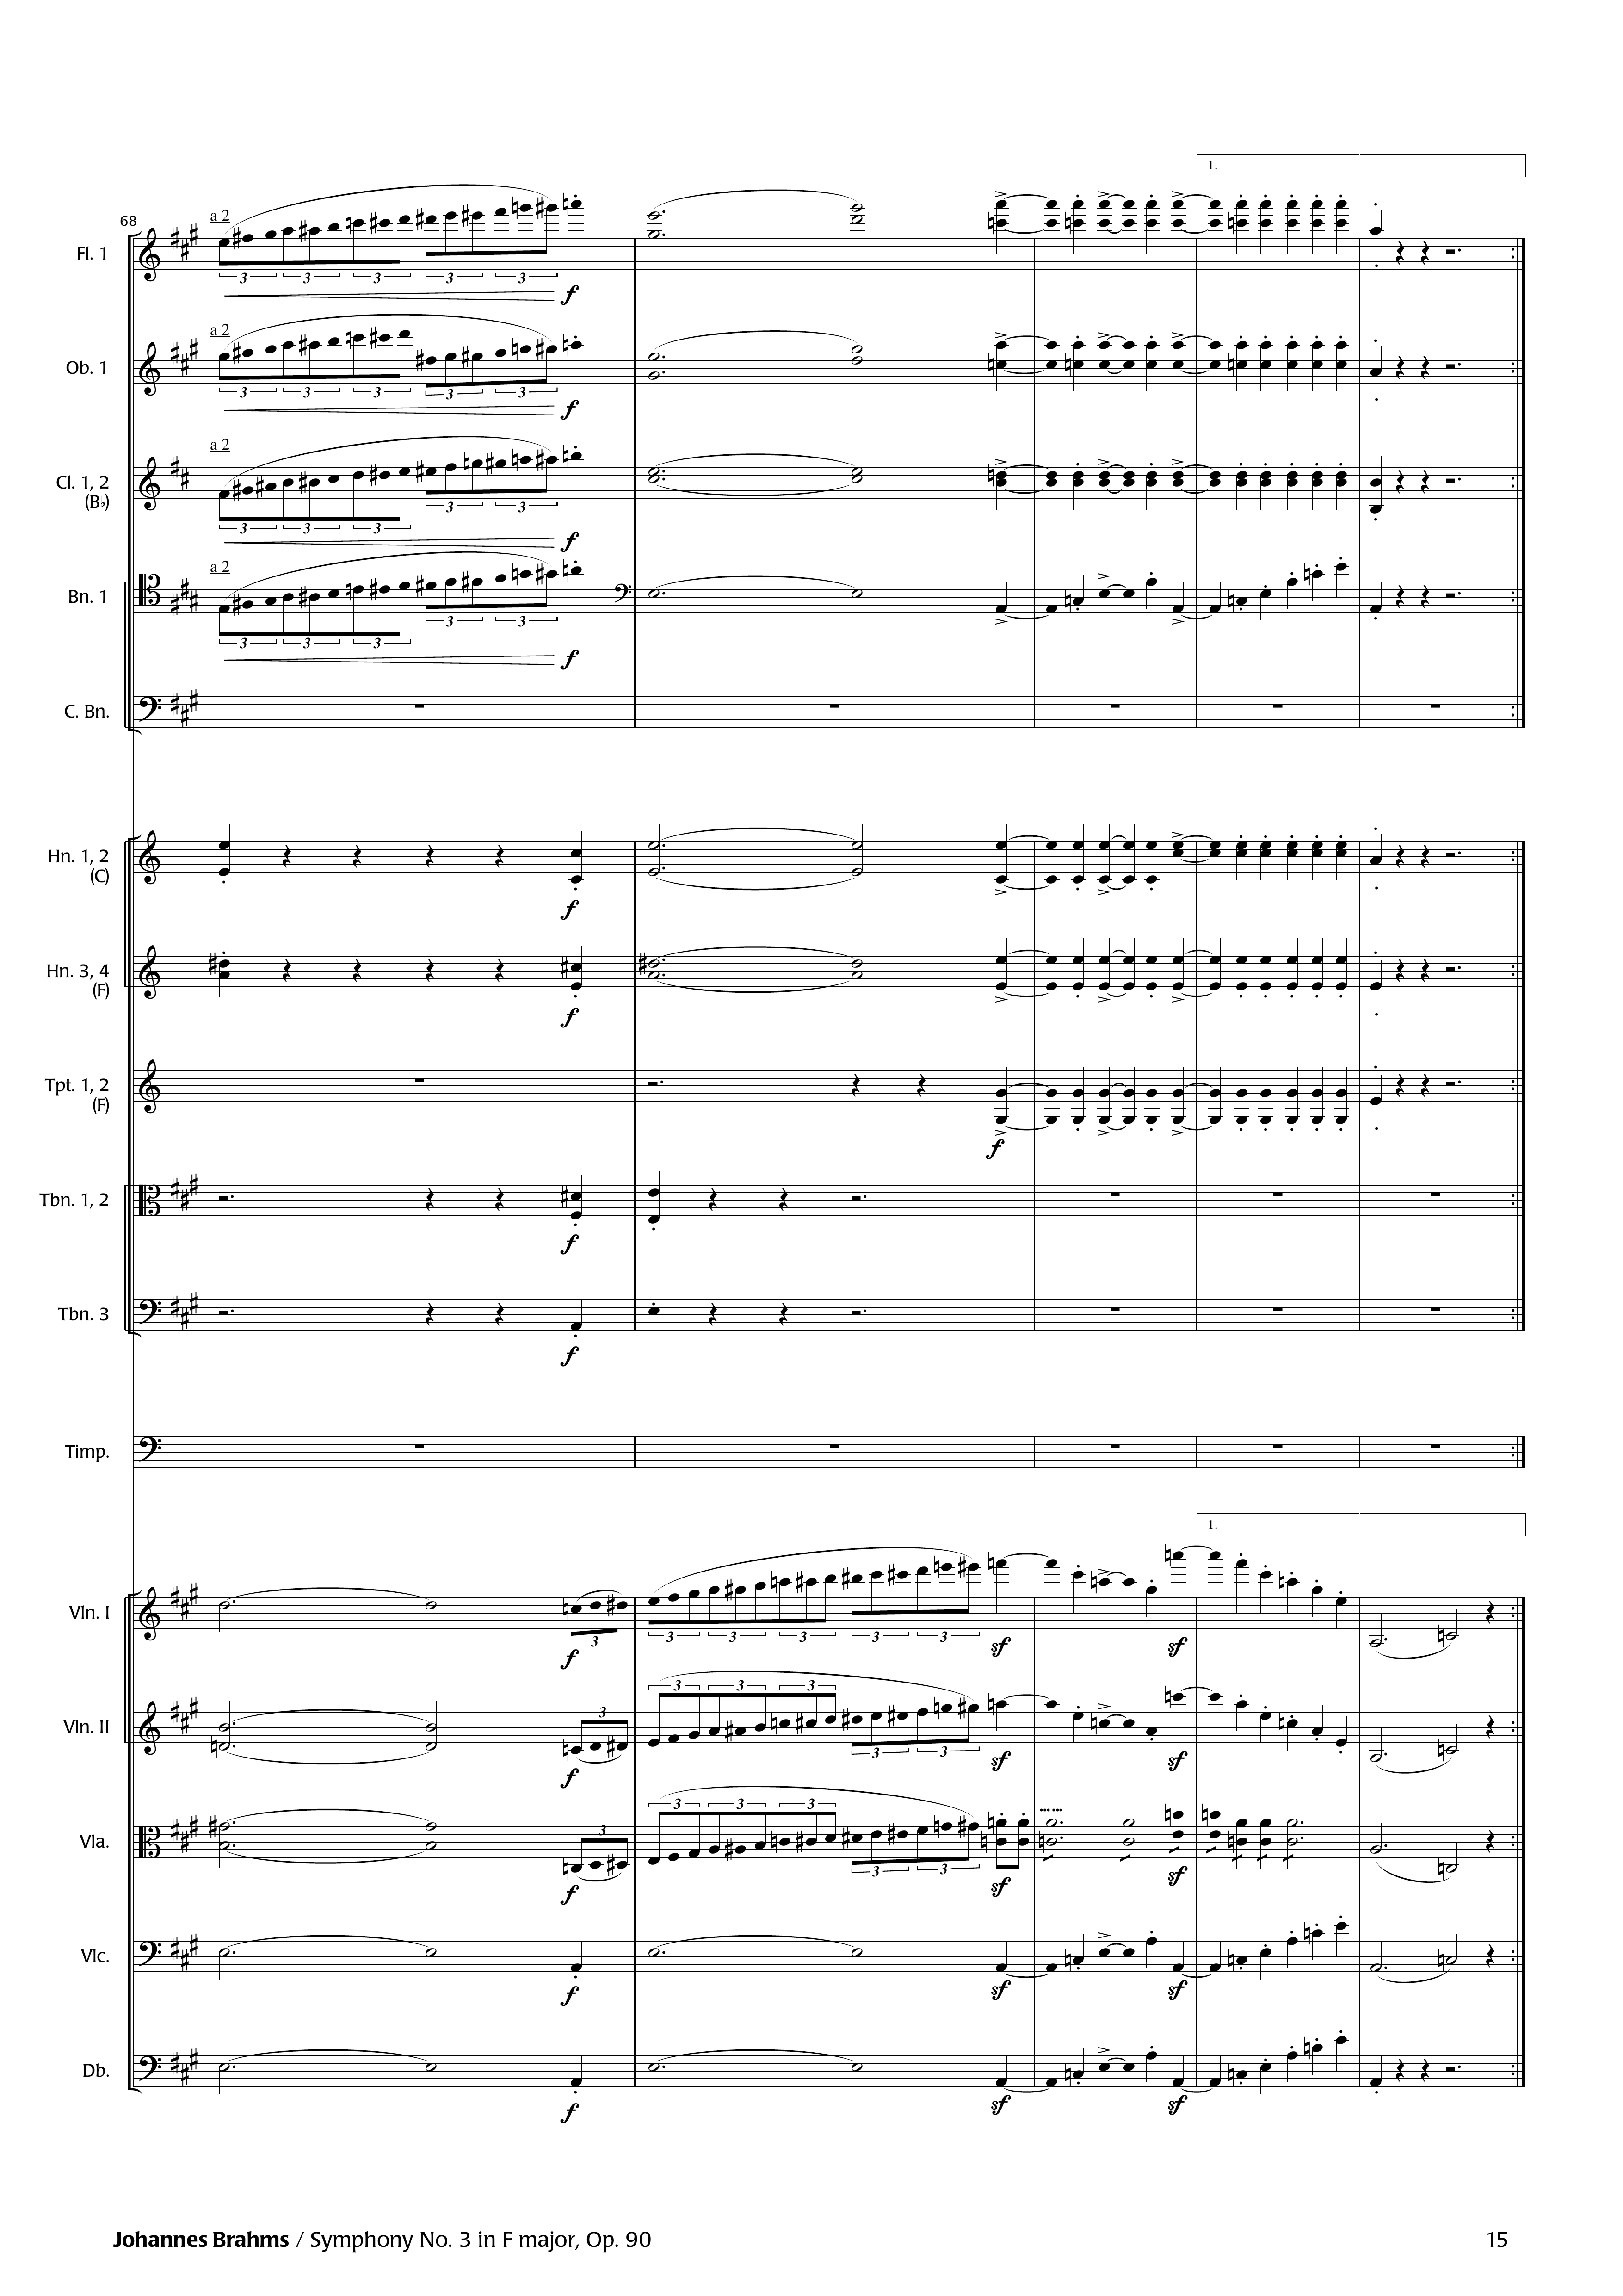 1.
68
a 2
Fl. 1
3 3 3 3 3
f
a 2
Ob. 1
3 3 3 3 3
f
a 2
Cl. 1, 2
(B♭)
3 3 3 3 3
f
a 2
Bn. 1
3 3 3 3 3
f
C. Bn.
Hn. 1, 2
(C)
f
Hn. 3, 4
(F)
f
Tpt. 1, 2
(F)
f
Tbn. 1, 2
f
Tbn. 3
f
Timp.
1.
Vln. I
3 3 3 3 3 3
f sf sf
3 3 3 3
Vln. II
3 3
f sf sf
3 3 3 3
Vla.
3 3
f sf sf
Vlc.
f sf sf
Db.
f sf sf
Johannes Brahms / Symphony No. 3 in F major, Op. 90 15